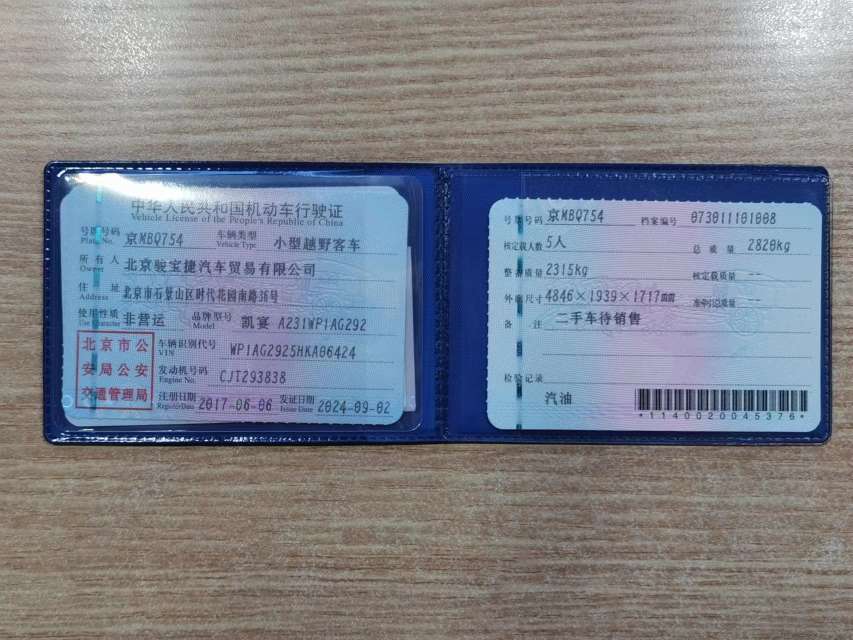 中华人民共和国机动车行驶证
Vehicle License of the People's Republic of China
号牌号码 京MBQ754 车辆类型 小型越野客车
Plate No. Vehicle Type
所有人 北京骏宝捷汽车贸易有限公司
Owner
住址 北京市石景山区时代花园南路36号
Address
使用性质 非营运 品牌型号 凯宴 A231WP1AG292
Use Character Model
北京市公
安局公安
交通管理局
车辆识别代号 WP1AG2925HKA06424
VIN
发动机号码 CJT293838
Engine No.
注册日期 2017-06-06 发证日期 2024-09-02
Register Date Issue Date
号牌号码 京MBQ754 档案编号 073011101008
核定载人数 5人 总质量 2820kg
整备质量 2315kg 核定载质量 --
外廓尺寸 4846×1939×1717mm 准牵引总质量 --
备注 二手车待销售
检验记录
汽油
*1140020045376*